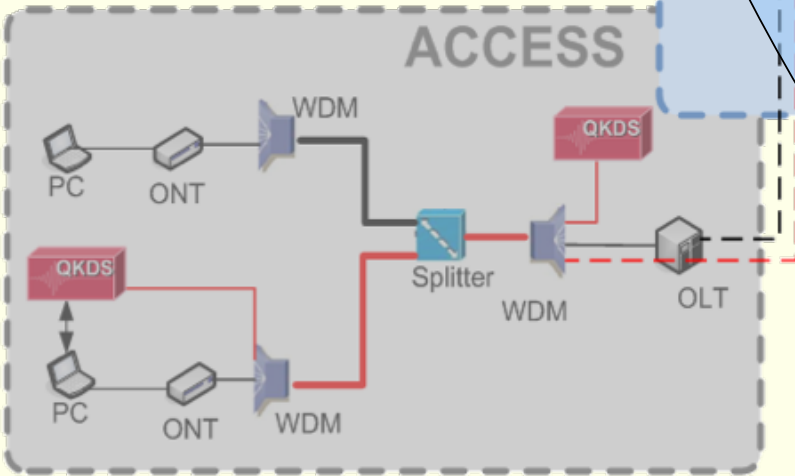 ACCESS
WDM
QKDS
PC
ONT
QKDS
Splitter
WDM
OLT
PC
ONT
WDM